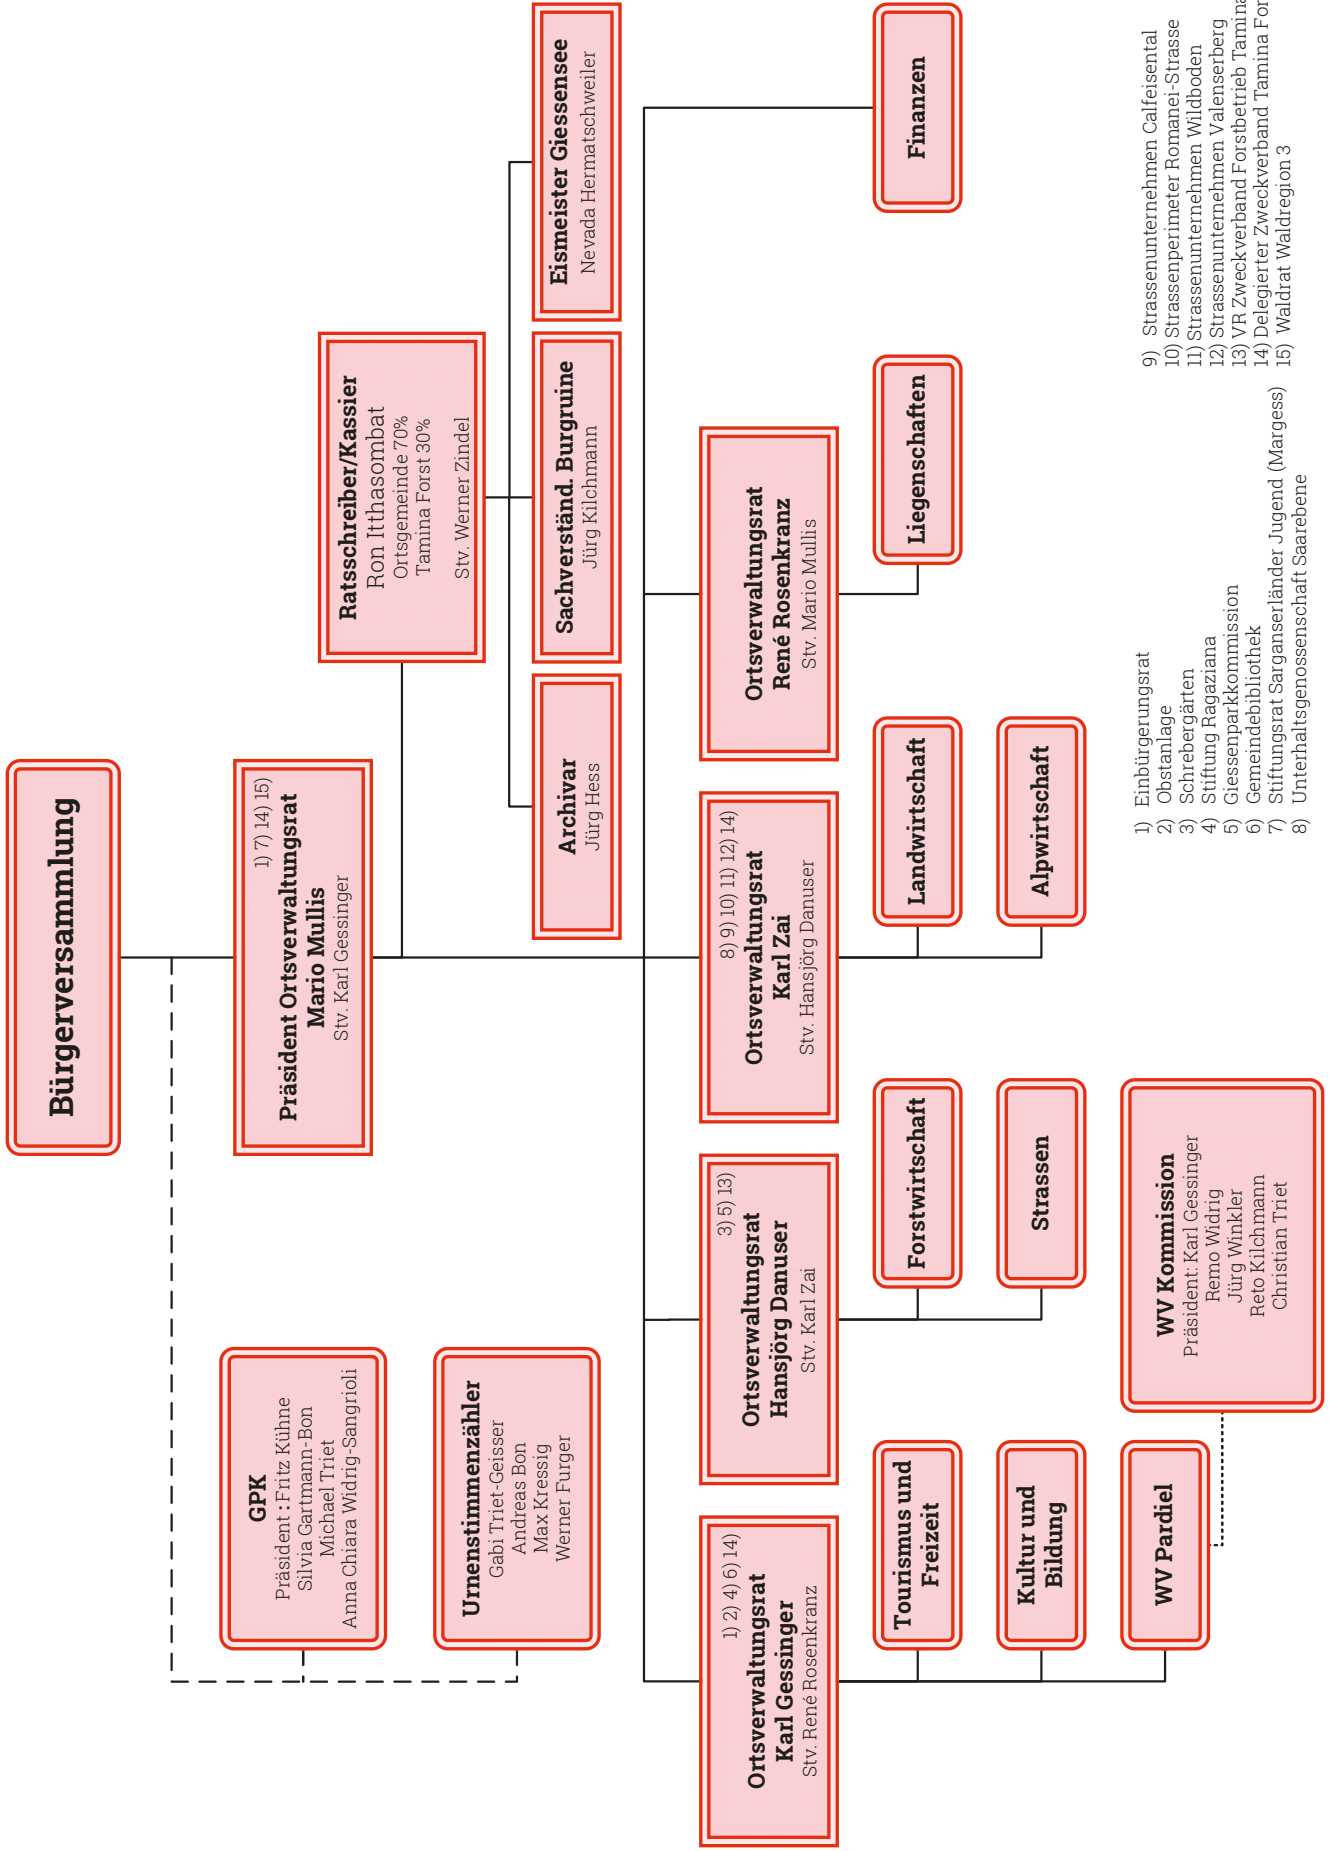 Bürgerversammlung
1) 7) 14) 15)
Präsident Ortsverwaltungsrat
Mario Mullis
Stv. Karl Gessinger
GPK
Präsident : Fritz Kühne
Silvia Gartmann-Bon
Michael Triet
Anna Chiara Widrig-Sangrioli
Urnenstimmenzähler
Gabi Triet-Geisser
Andreas Bon
Max Kressig
Werner Furger
Ratsschreiber/Kassier
Ron Itthasombat
Ortsgemeinde 70%
Tamina Forst 30%
Stv. Werner Zindel
Archivar
Jürg Hess
Sachverständ. Burgruine
Jürg Kilchmann
Eismeister Giessensee
Nevada Hermatschweiler
1) 2) 4) 6) 14)
Ortsverwaltungsrat
Karl Gessinger
Stv. René Rosenkranz
3) 5) 13)
Ortsverwaltungsrat
Hansjörg Danuser
Stv. Karl Zai
8) 9) 10) 11) 12) 14)
Ortsverwaltungsrat
Karl Zai
Stv. Hansjörg Danuser
Ortsverwaltungsrat
René Rosenkranz
Stv. Mario Mullis
Tourismus und
Freizeit
Forstwirtschaft
Landwirtschaft
Liegenschaften
Finanzen
Kultur und
Bildung
Strassen
Alpwirtschaft
WV Pardiel
WV Kommission
Präsident: Karl Gessinger
Remo Widrig
Jürg Winkler
Reto Kilchmann
Christian Triet
1) Einbürgerungsrat
2) Obstanlage
3) Schrebergärten
4) Stiftung Ragaziana
5) Giessenparkkommission
6) Gemeindebibliothek
7) Stiftungsrat Sarganserländer Jugend (Margess)
8) Unterhaltsgenossenschaft Saarebene
9) Strassenunternehmen Calfeisental
10) Strassenperimeter Romanei-Strasse
11) Strassenunternehmen Wildboden
12) Strassenunternehmen Valenserberg
13) VR Zweckverband Forstbetrieb Tamina
14) Delegierter Zweckverband Tamina For
15) Waldrat Waldregion 3